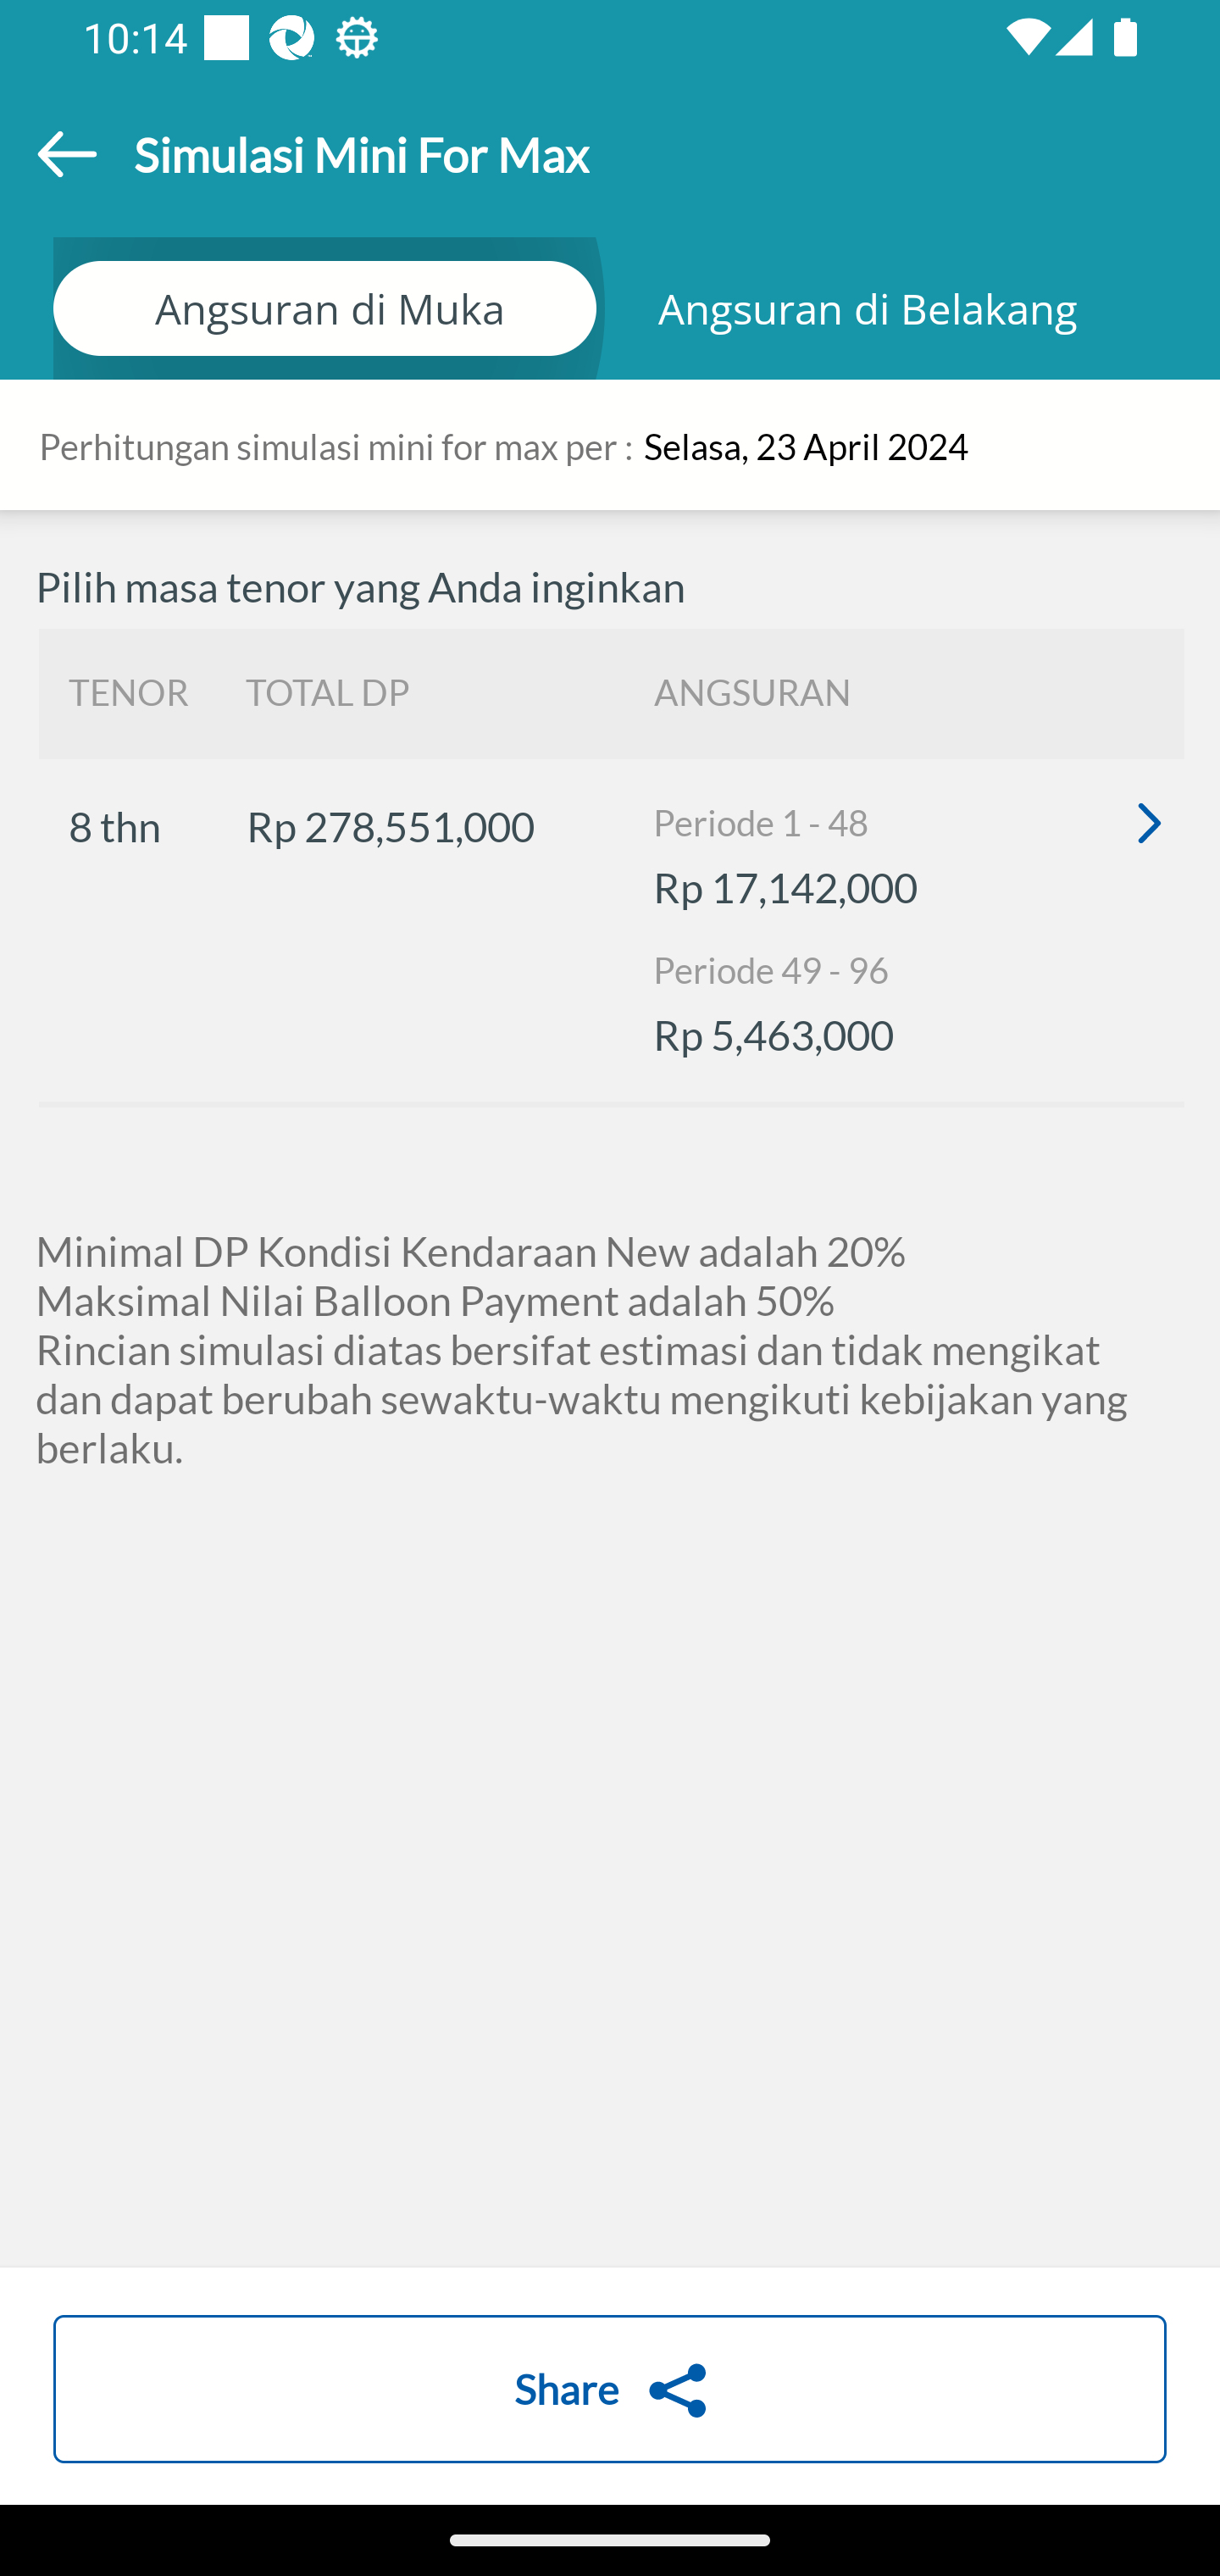 10:14
Simulasi Mini For Max
Angsuran di Muka
Angsuran di Belakang
Perhitungan simulasi mini for max per : Selasa, 23 April 2024
Pilih masa tenor yang Anda inginkan
TENOR TOTAL DP ANGSURAN
8 thn Rp 278,551,000 Periode 1 - 48
Rp 17,142,000
Periode 49 - 96
Rp 5,463,000
Minimal DP Kondisi Kendaraan New adalah 20%
Maksimal Nilai Balloon Payment adalah 50%
Rincian simulasi diatas bersifat estimasi dan tidak mengikat
dan dapat berubah sewaktu-waktu mengikuti kebijakan yang
berlaku.
Share